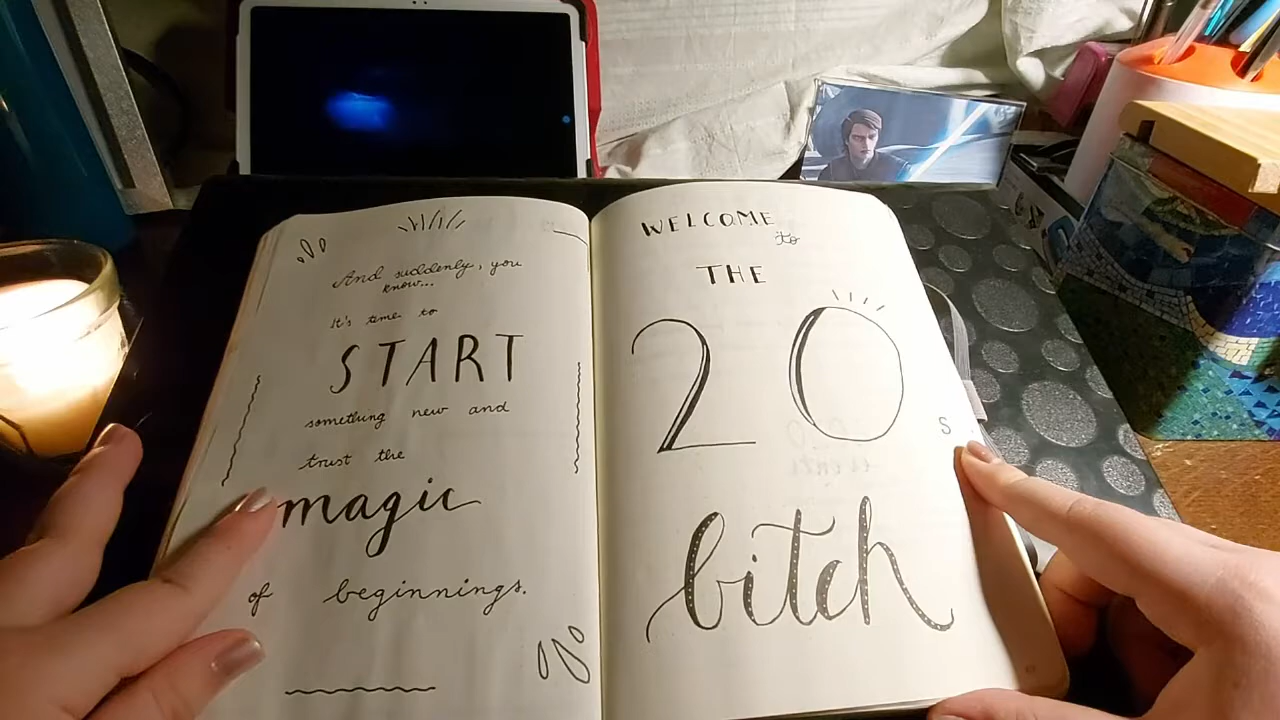 And suddenly, you
know...
It's time to
START
something new and
trust the
magic
of beginnings.
WELCOME
to
THE
20
s
bitch